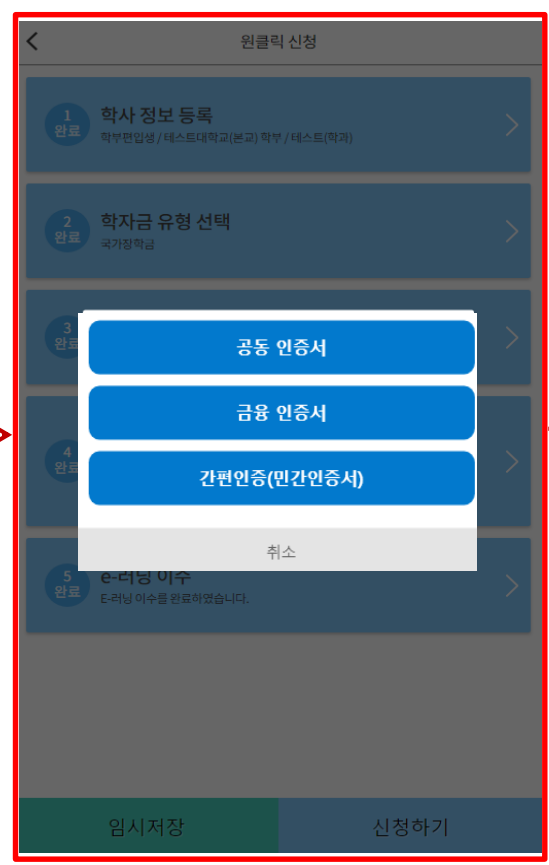 원클릭 신청
1
완료
학사 정보 등록
학부편입생 / 테스트대학교(본교) 학부 / 테스트(학과)
2
완료
학자금 유형 선택
국가장학금
3
완료
공동 인증서
금융 인증서
4
완료
간편인증(민간인증서)
취소
5
완료
e-러닝 이수
E-러닝 이수를 완료하였습니다.
임시저장
신청하기